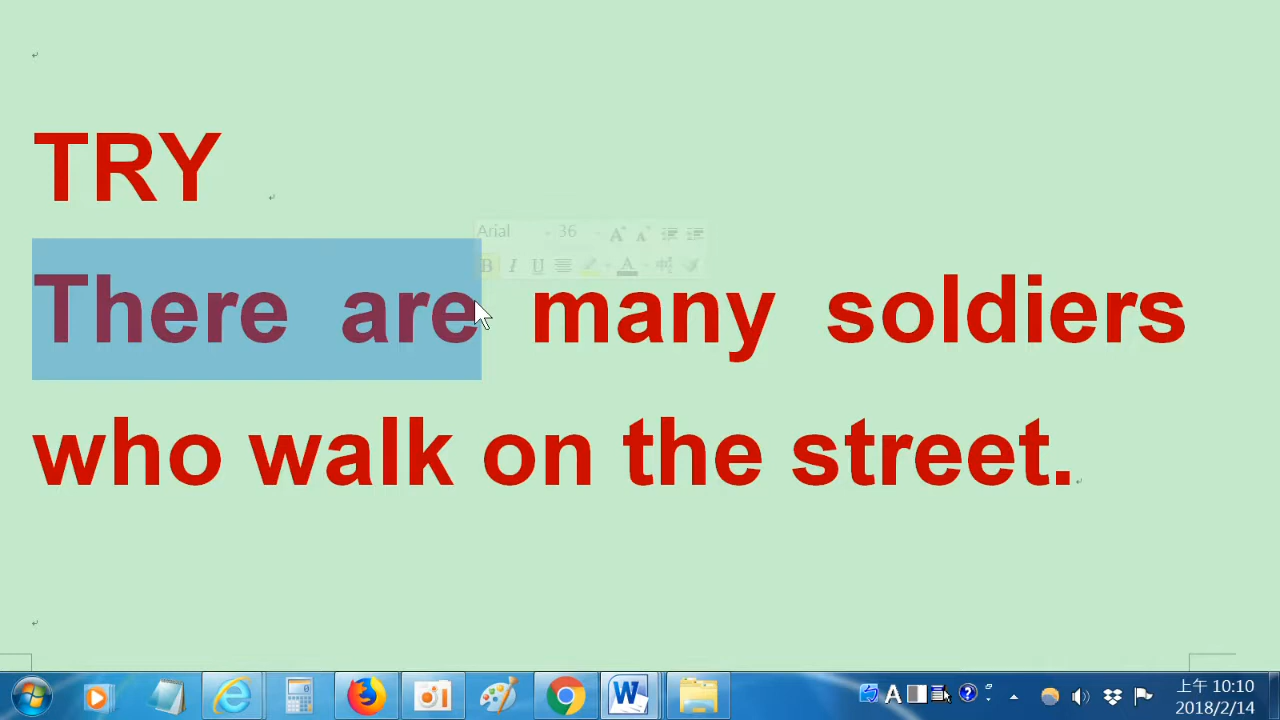 TRY
Arial 36
There are many soldiers
who walk on the street.
上午 10:10
2018/2/14